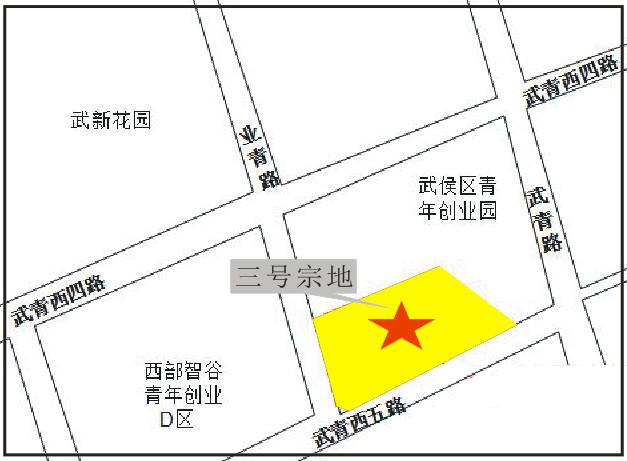 武青西四路
武新花园
业青路
武侯区青
年创业园
武青路
三号宗地
武青西四路
西部智谷
青年创业
D区
武青西五路